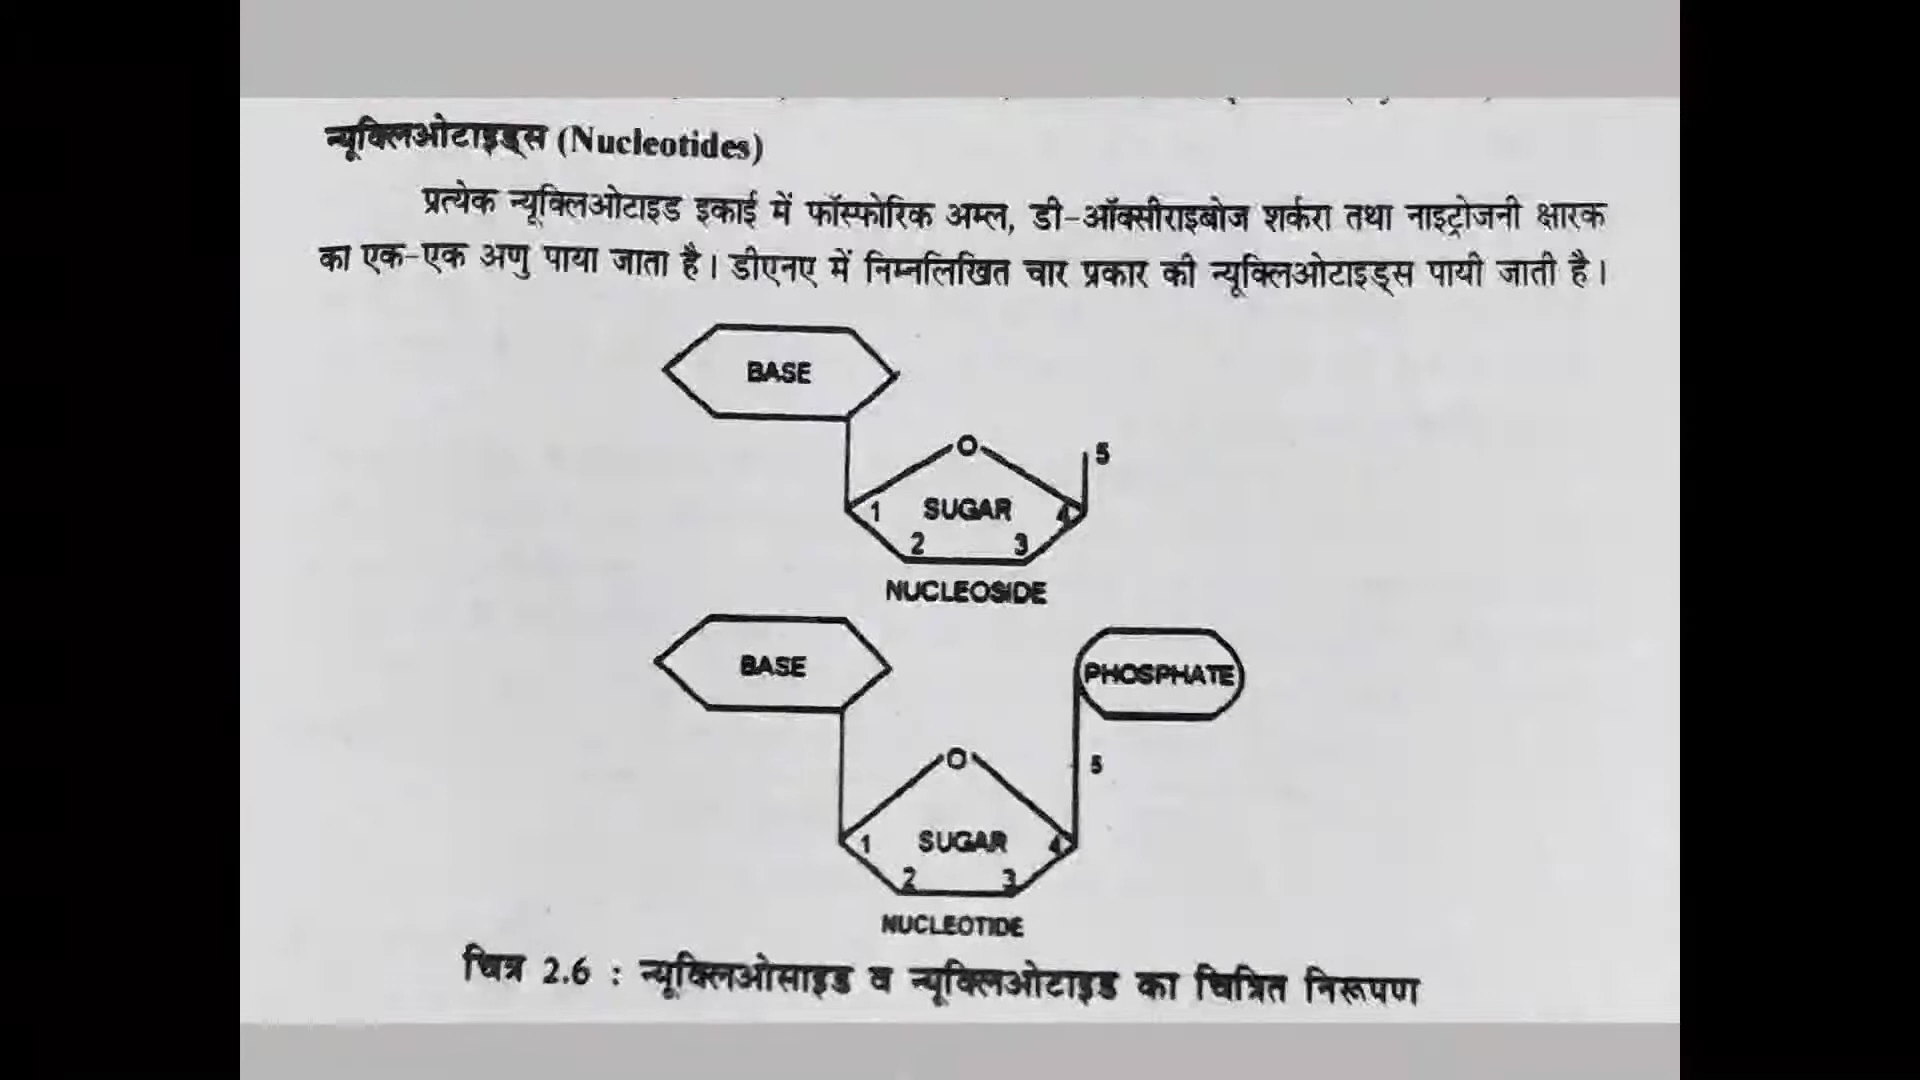 न्यूक्लिओटाइड्स (Nucleotides)
प्रत्येक न्यूक्लिओटाइड इकाई में फॉस्फोरिक अम्ल, डी-ऑक्सीराइबोज शर्करा तथा नाइट्रोजनी क्षारक
का एक-एक अणु पाया जाता है। डीएनए में निम्नलिखित चार प्रकार की न्यूक्लिओटाइड्स पायी जाती है।
BASE
O
5
1 SUGAR 4
2 3
NUCLEOSIDE
BASE
PHOSPHATE
O
5
1 SUGAR 4
2 3
NUCLEOTIDE
चित्र 2.6 : न्यूक्लिओसाइड व न्यूक्लिओटाइड का चित्रित निरूपण